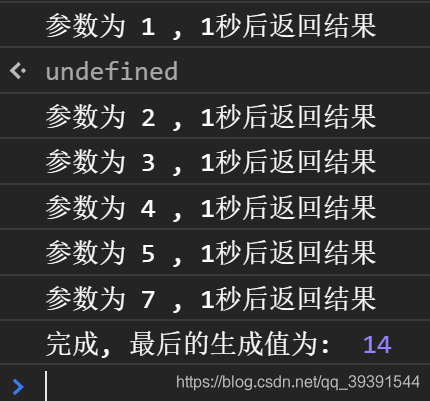 参数为 1 , 1秒后返回结果
undefined
参数为 2 , 1秒后返回结果
参数为 3 , 1秒后返回结果
参数为 4 , 1秒后返回结果
参数为 5 , 1秒后返回结果
参数为 7 , 1秒后返回结果
完成, 最后的生成值为: 14
https://blog.csdn.net/qq_39391544